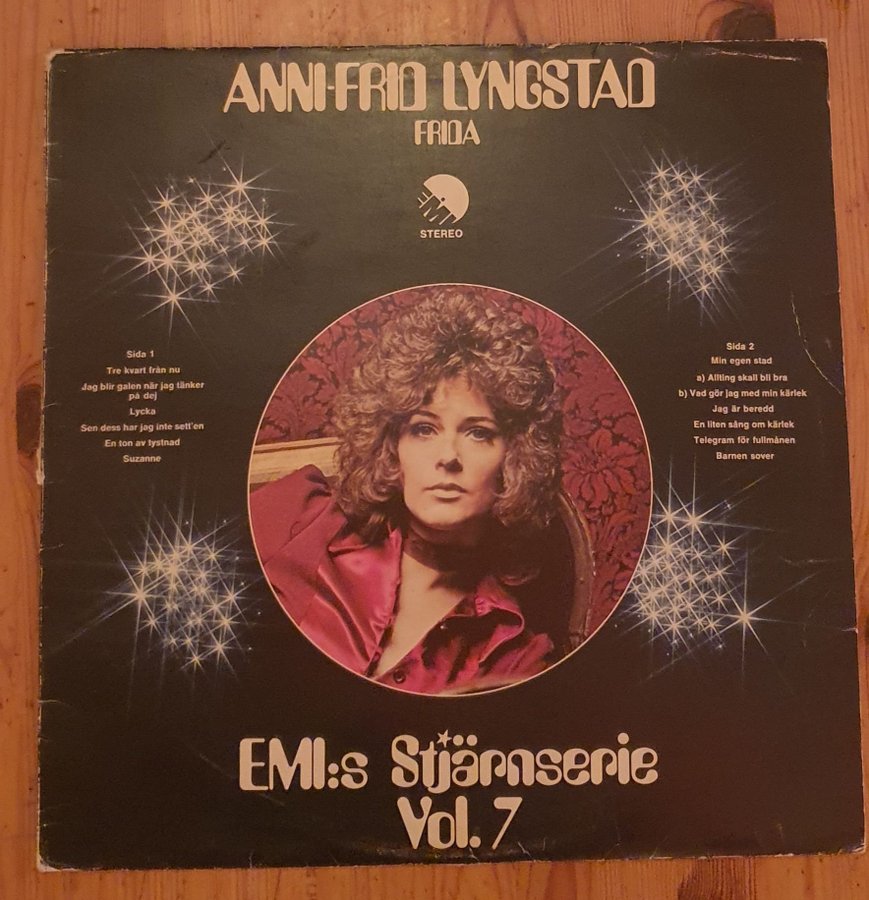 ANNI-FRID LYNGSTAD
FRIDA
EMI
STEREO
Sida 1
Tre kvart från nu
Jag blir galen när jag tänker
på dej
Lycka
Sen dess har jag inte sett'en
En ton av tystnad
Suzanne
Sida 2
Min egen stad
a) Allting skall bli bra
b) Vad gör jag med min kärlek
Jag är beredd
En liten sång om kärlek
Telegram för fullmånen
Barnen sover
EMI:s Stjärnserie
Vol. 7